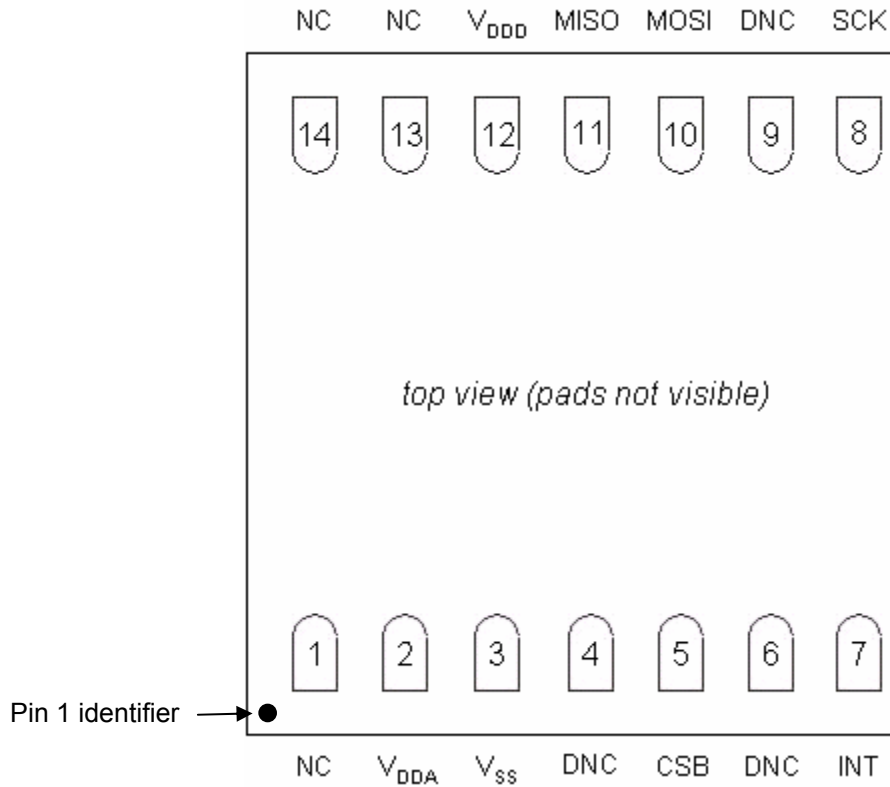 NC NC VDDD MISO MOSI DNC SCK
14 13 12 11 10 9 8
top view (pads not visible)
1 2 3 4 5 6 7
Pin 1 identifier
NC VDDA VSS DNC CSB DNC INT